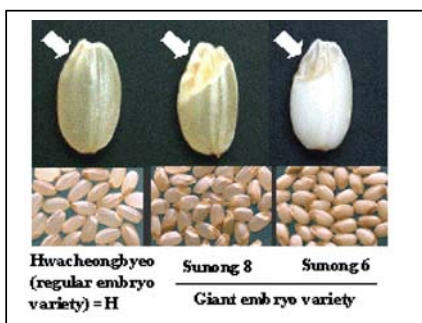 Hwacheongbyeo
(regular embryo
variety) = H
Sunong 8
Sunong 6
Giant embryo variety